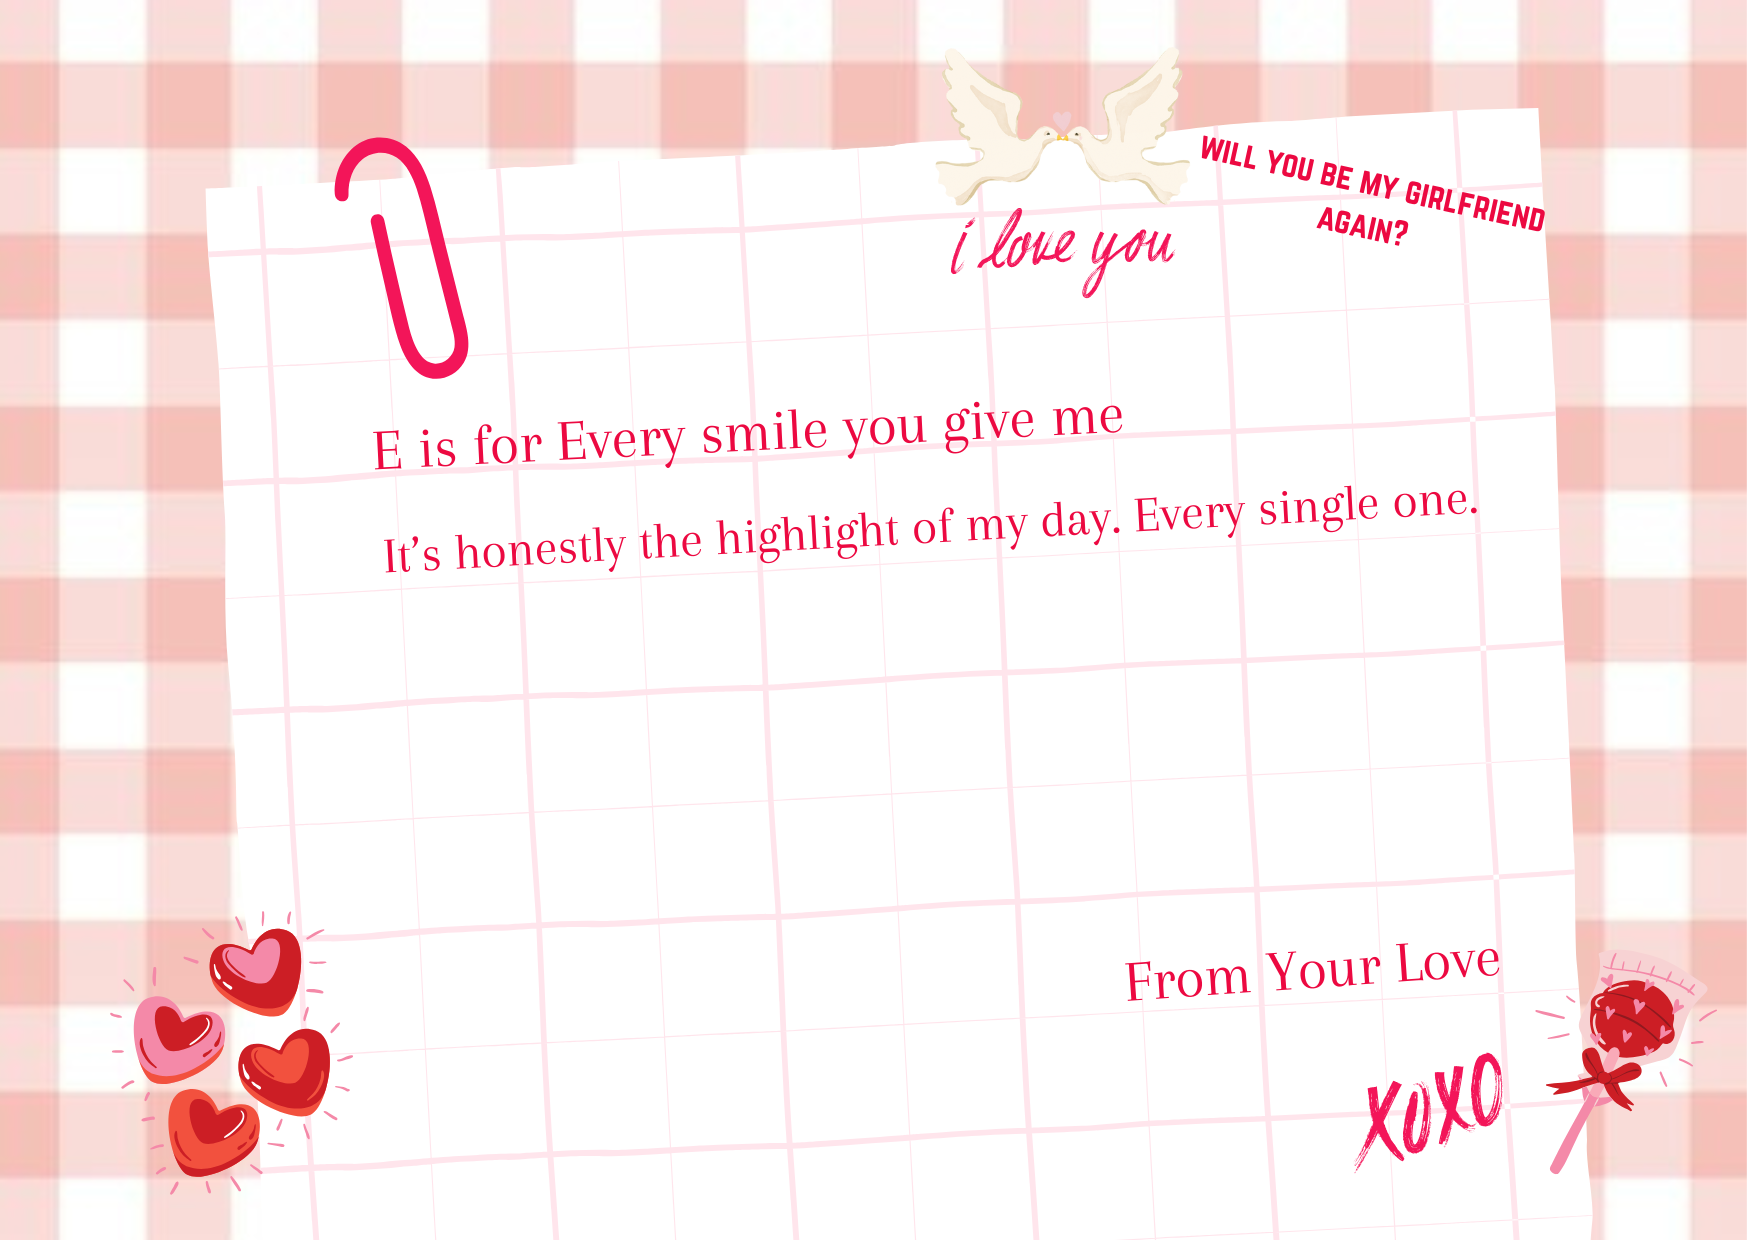 WILL YOU BE MY GIRLFRIEND
AGAIN?
i love you
E is for Every smile you give me
It’s honestly the highlight of my day. Every single one.
From Your Love
XOXO